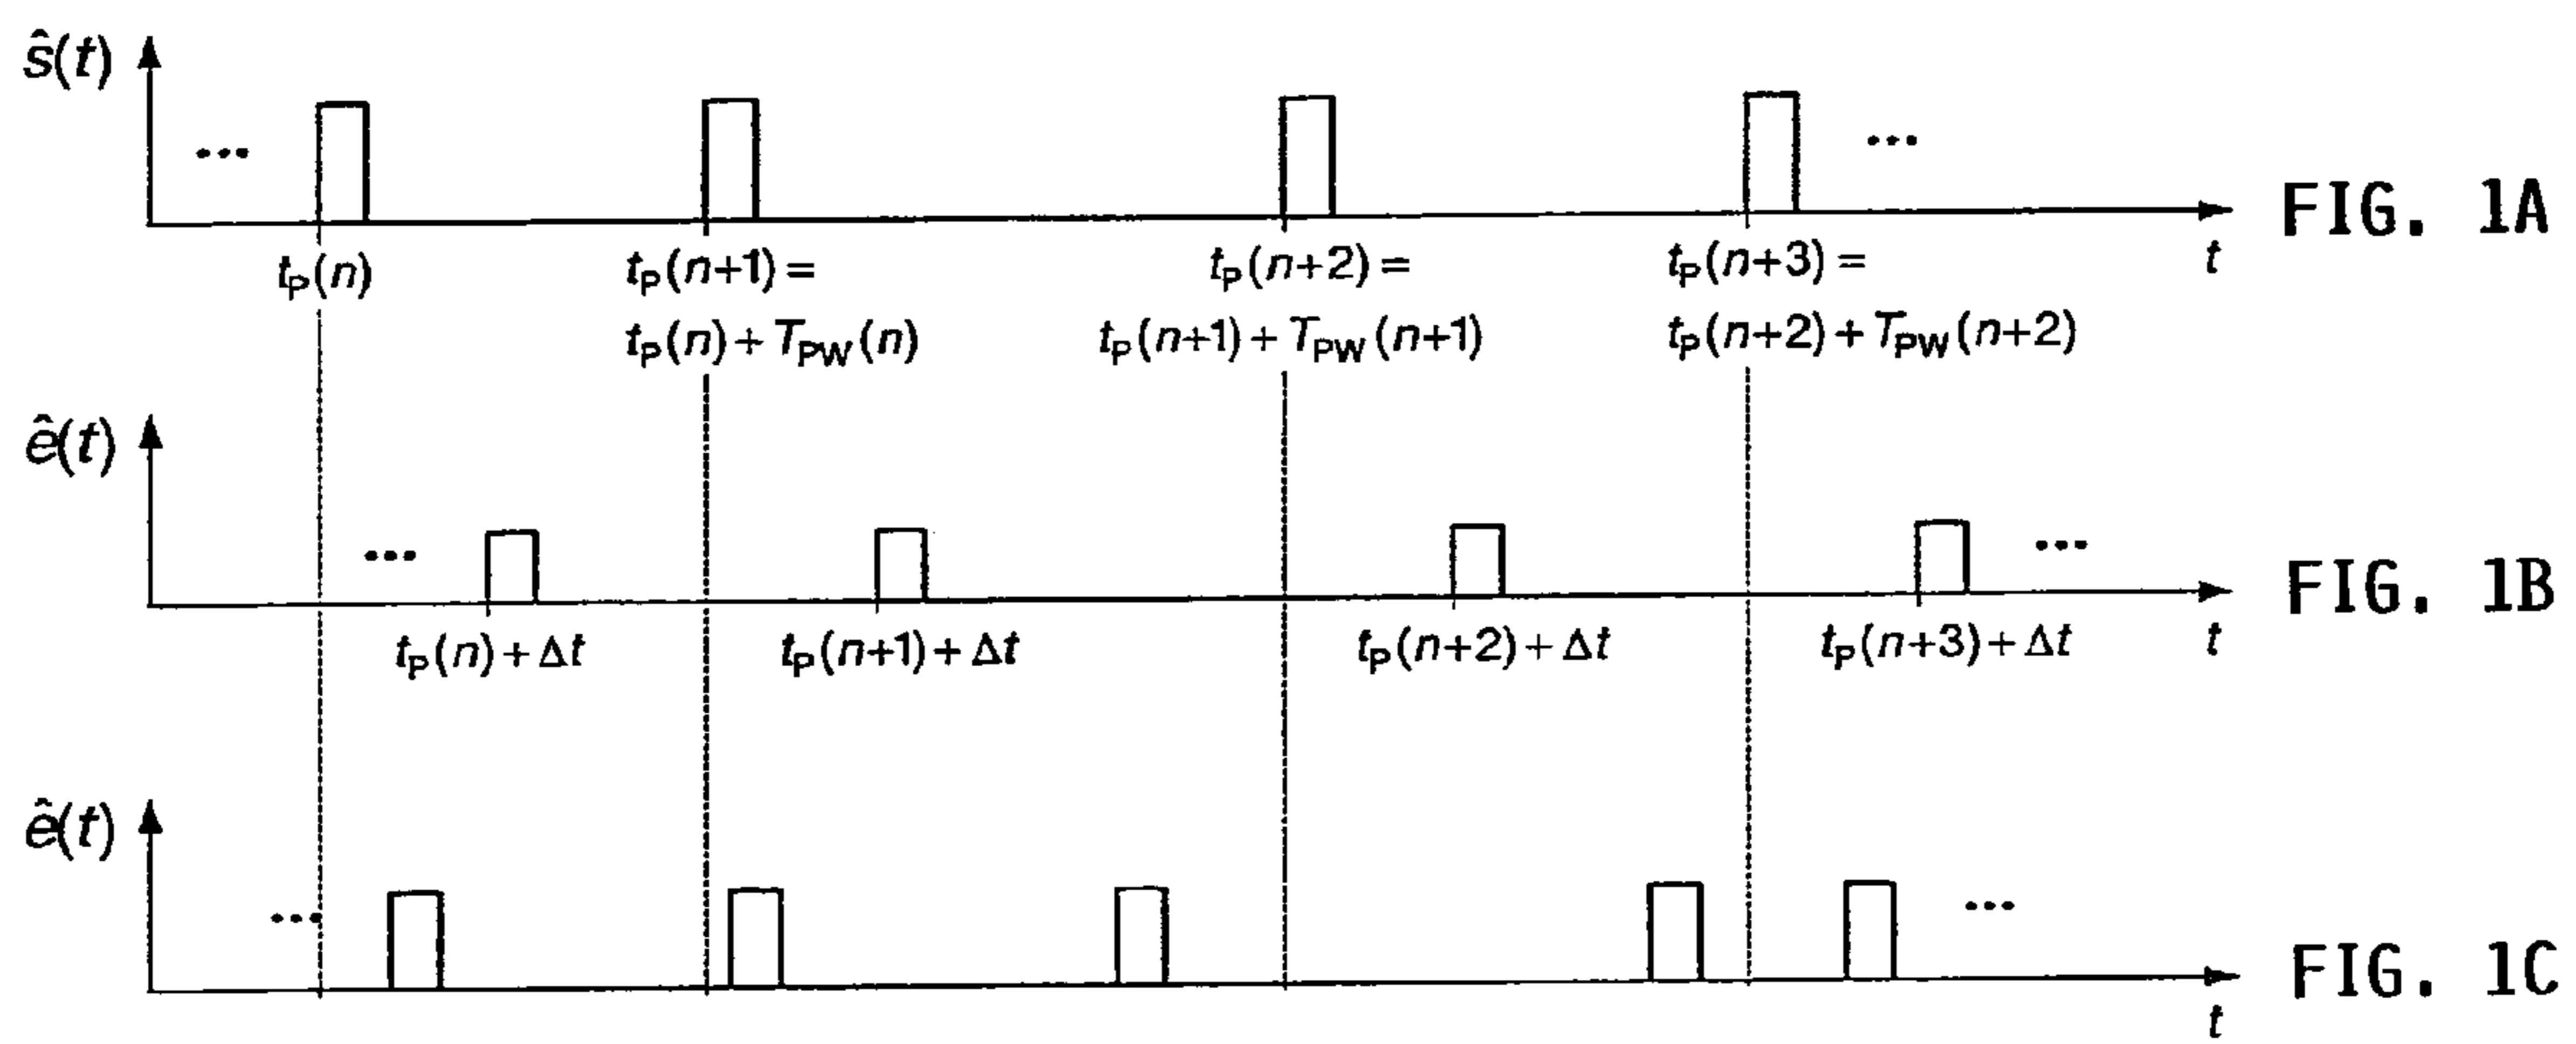 ŝ(t)
... ...
FIG. 1A
t_P(n) t_P(n+1) = t_P(n+2) = t_P(n+3) = t
t_P(n) + T_PW(n) t_P(n+1) + T_PW(n+1) t_P(n+2) + T_PW(n+2)
ê(t)
... ...
FIG. 1B
t_P(n) + Δt t_P(n+1) + Δt t_P(n+2) + Δt t_P(n+3) + Δt t
ê(t)
... ...
FIG. 1C
t